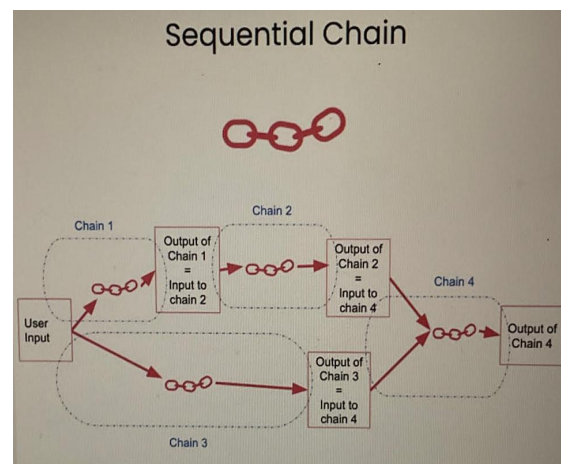 Sequential Chain
Chain 1
Chain 2
Output of
Chain 1
=
Input to
chain 2
Output of
Chain 2
=
Input to
chain 4
Chain 4
User
Input
Output of
Chain 4
Output of
Chain 3
=
Input to
chain 4
Chain 3